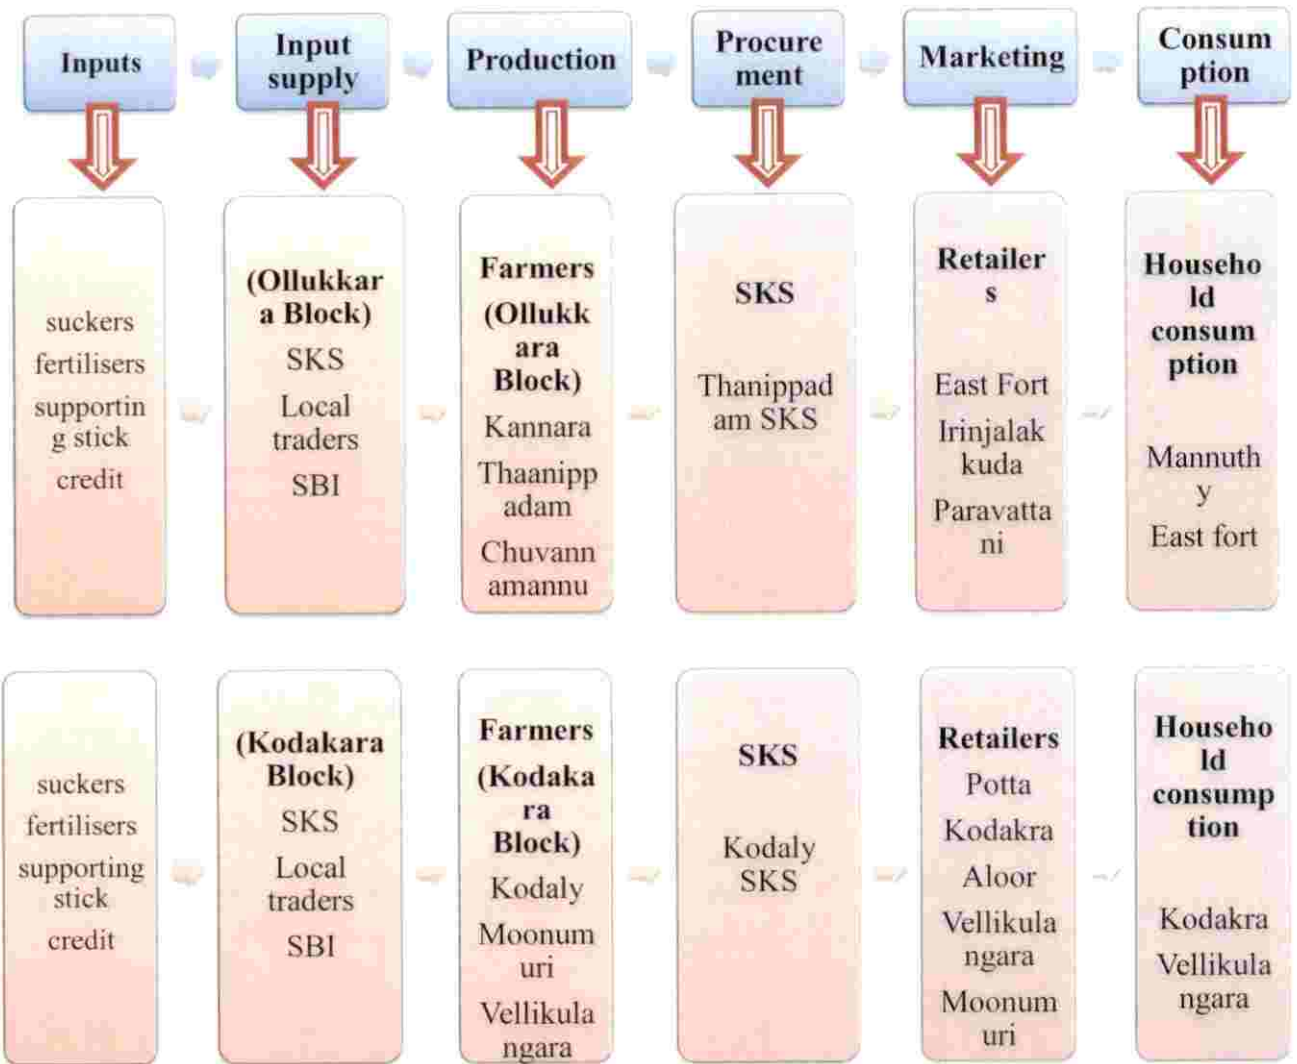 Inputs
Input
supply
Production
Procure
ment
Marketing
Consum
ption
suckers
fertilisers
supportin
g stick
credit
(Ollukkar
a Block)
SKS
Local
traders
SBI
Farmers
(Ollukk
ara
Block)
Kannara
Thaanipp
adam
Chuvann
amannu
SKS
Thanippad
am SKS
Retailer
s
East Fort
Irinjalak
kuda
Paravatta
ni
Househo
ld
consum
ption
Mannuth
y
East fort
suckers
fertilisers
supporting
stick
credit
(Kodakara
Block)
SKS
Local
traders
SBI
Farmers
(Kodaka
ra
Block)
Kodaly
Moonum
uri
Vellikula
ngara
SKS
Kodaly
SKS
Retailers
Potta
Kodakra
Aloor
Vellikula
ngara
Moonum
uri
Househo
ld
consump
tion
Kodakra
Vellikula
ngara